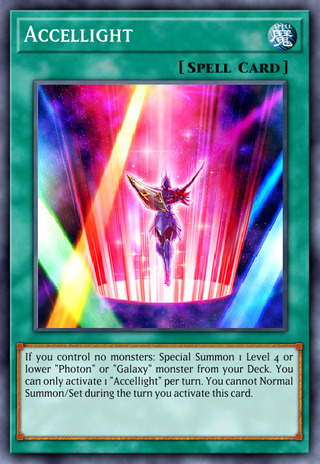 Accellight
[Spell Card]
If you control no monsters: Special Summon 1 Level 4 or
lower "Photon" or "Galaxy" monster from your Deck. You
can only activate 1 "Accellight" per turn. You cannot Normal
Summon/Set during the turn you activate this card.